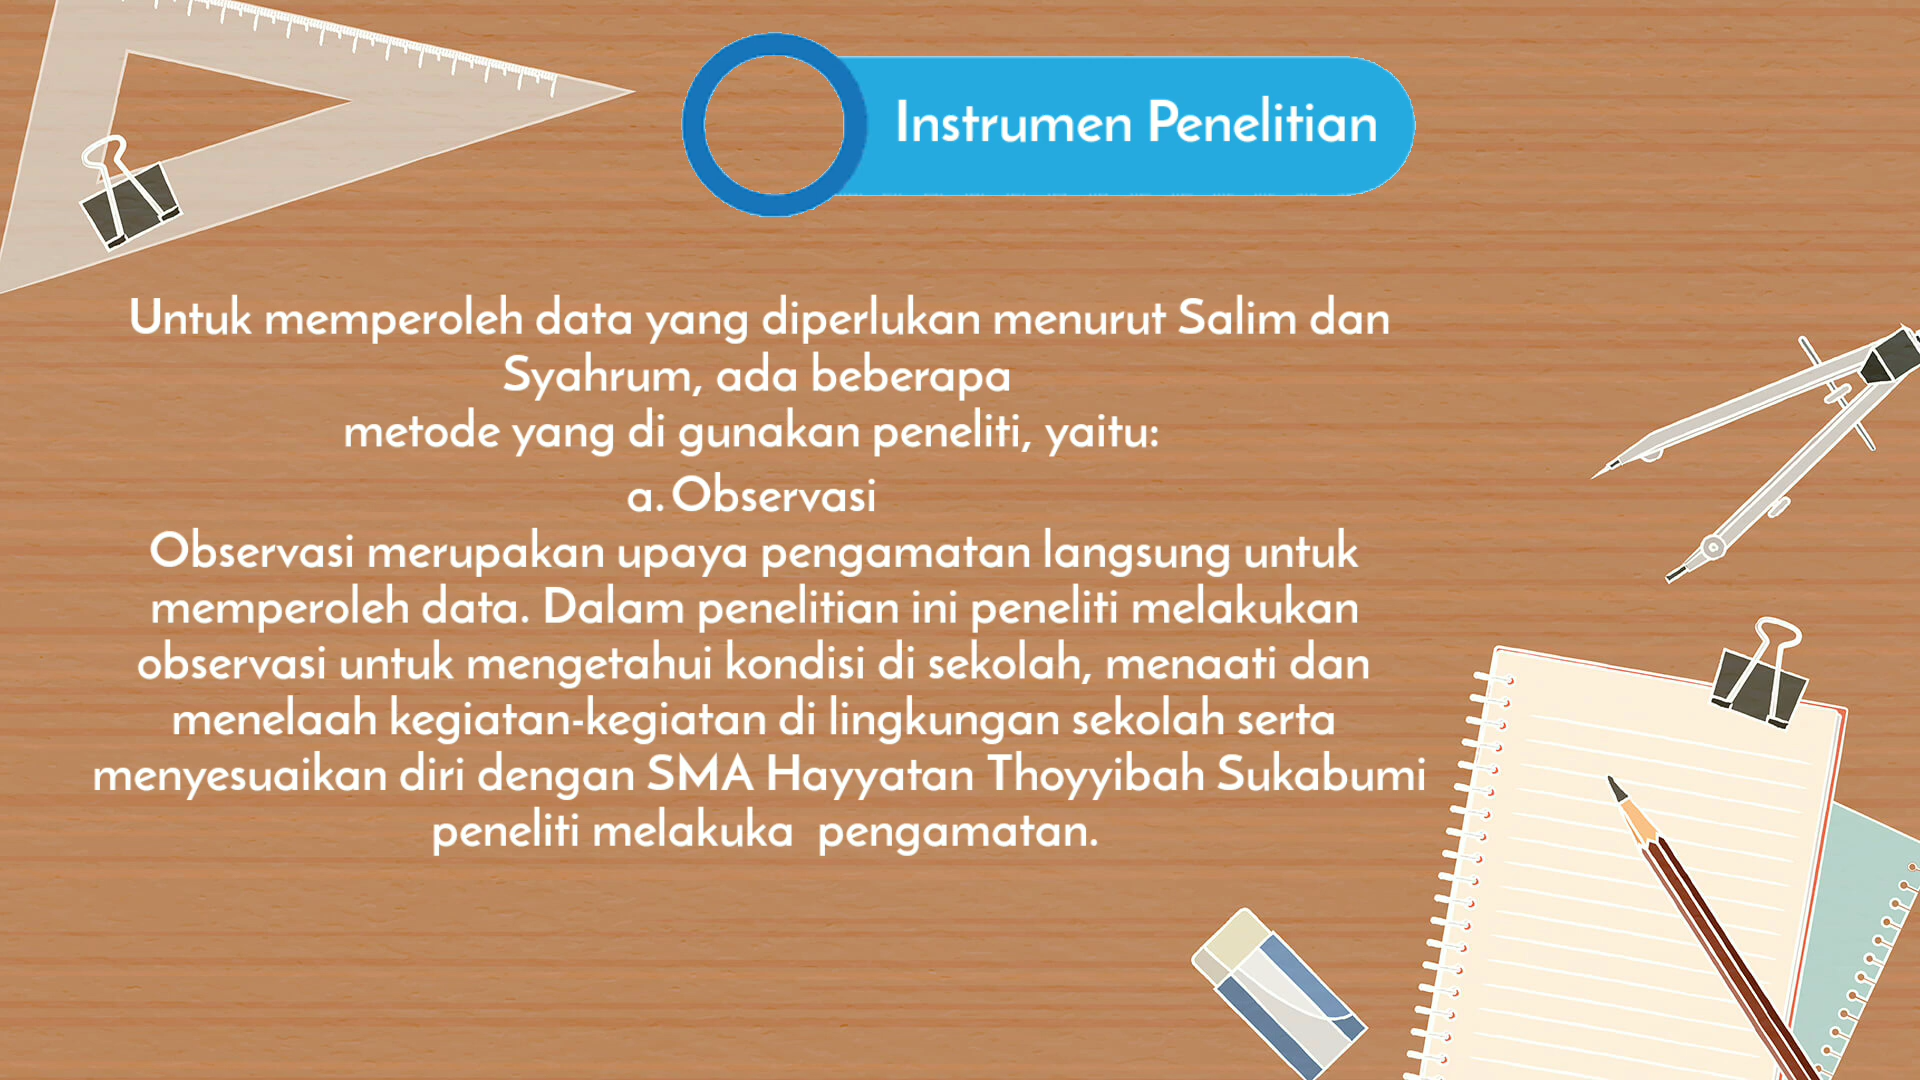 Instrumen Penelitian
Untuk memperoleh data yang diperlukan menurut Salim dan
Syahrum, ada beberapa
metode yang di gunakan peneliti, yaitu:
a. Observasi
Observasi merupakan upaya pengamatan langsung untuk
memperoleh data. Dalam penelitian ini peneliti melakukan
observasi untuk mengetahui kondisi di sekolah, menaati dan
menelaah kegiatan-kegiatan di lingkungan sekolah serta
menyesuaikan diri dengan SMA Hayyatan Thoyyibah Sukabumi
peneliti melakuka  pengamatan.